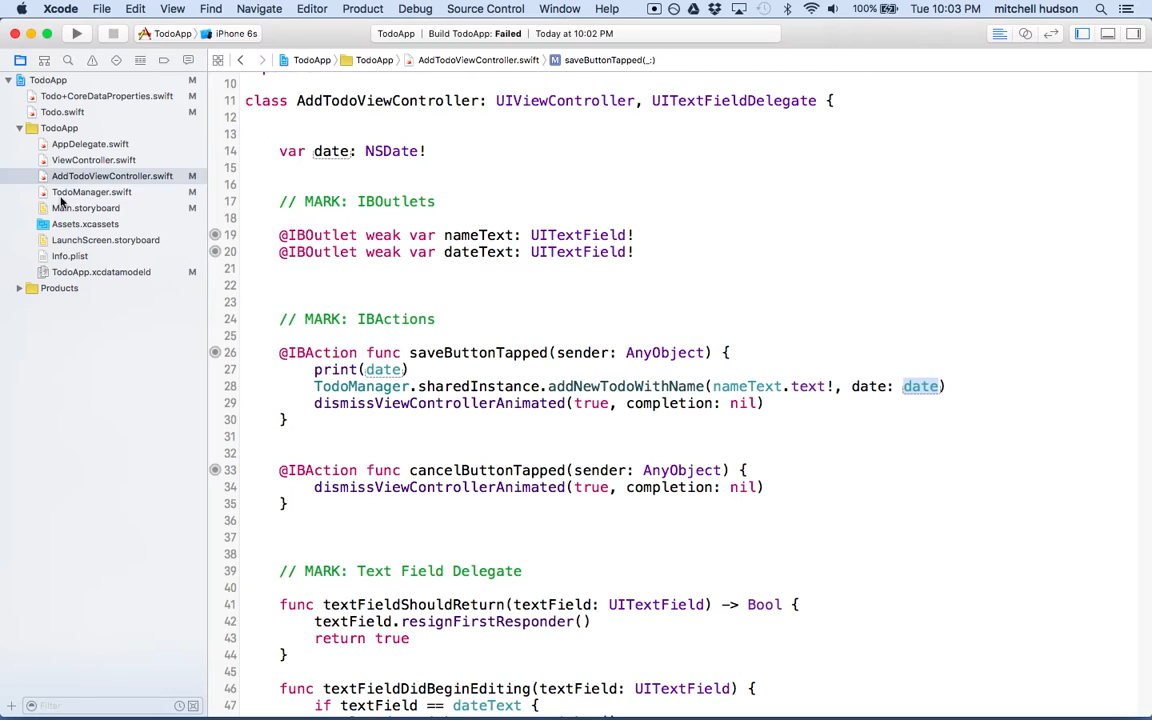 Xcode File Edit View Find Navigate Editor Product Debug Source Control Window Help 100% Tue 10:03 PM mitchell hudson
TodoApp iPhone 6s TodoApp | Build TodoApp: Failed | Today at 10:02 PM
TodoApp TodoApp AddTodoViewController.swift M saveButtonTapped(_:)
TodoApp
Todo+CoreDataProperties.swift M
Todo.swift M
TodoApp
AppDelegate.swift
ViewController.swift
AddTodoViewController.swift M
TodoManager.swift M
Main.storyboard M
Assets.xcassets
LaunchScreen.storyboard
Info.plist
TodoApp.xcdatamodeld M
Products
Filter
10
11 class AddTodoViewController: UIViewController, UITextFieldDelegate {
12
13
14 var date: NSDate!
15
16
17 // MARK: IBOutlets
18
19 @IBOutlet weak var nameText: UITextField!
20 @IBOutlet weak var dateText: UITextField!
21
22
23
24 // MARK: IBActions
25
26 @IBAction func saveButtonTapped(sender: AnyObject) {
27 print(date)
28 TodoManager.sharedInstance.addNewTodoWithName(nameText.text!, date: date)
29 dismissViewControllerAnimated(true, completion: nil)
30 }
31
32
33 @IBAction func cancelButtonTapped(sender: AnyObject) {
34 dismissViewControllerAnimated(true, completion: nil)
35 }
36
37
38
39 // MARK: Text Field Delegate
40
41 func textFieldShouldReturn(textField: UITextField) -> Bool {
42 textField.resignFirstResponder()
43 return true
44 }
45
46 func textFieldDidBeginEditing(textField: UITextField) {
47 if textField == dateText {